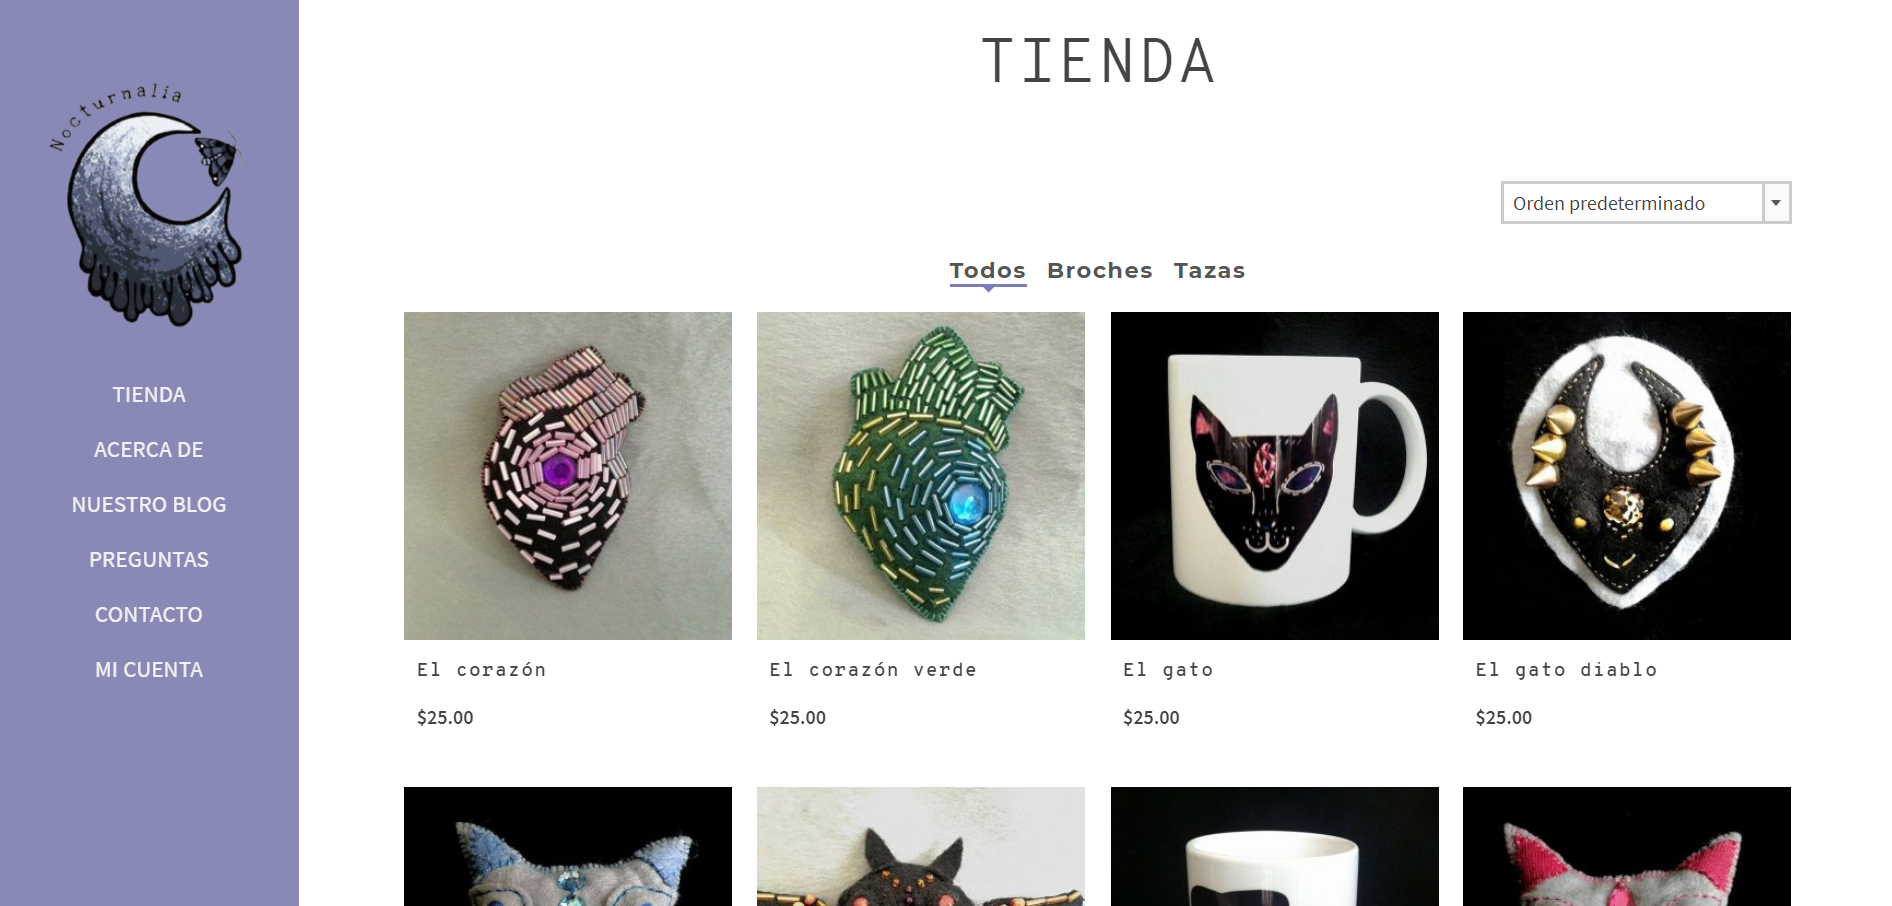 Nocturnalia
TIENDA
ACERCA DE
NUESTRO BLOG
PREGUNTAS
CONTACTO
MI CUENTA
TIENDA
Orden predeterminado
Todos Broches Tazas
El corazón
$25.00
El corazón verde
$25.00
El gato
$25.00
El gato diablo
$25.00